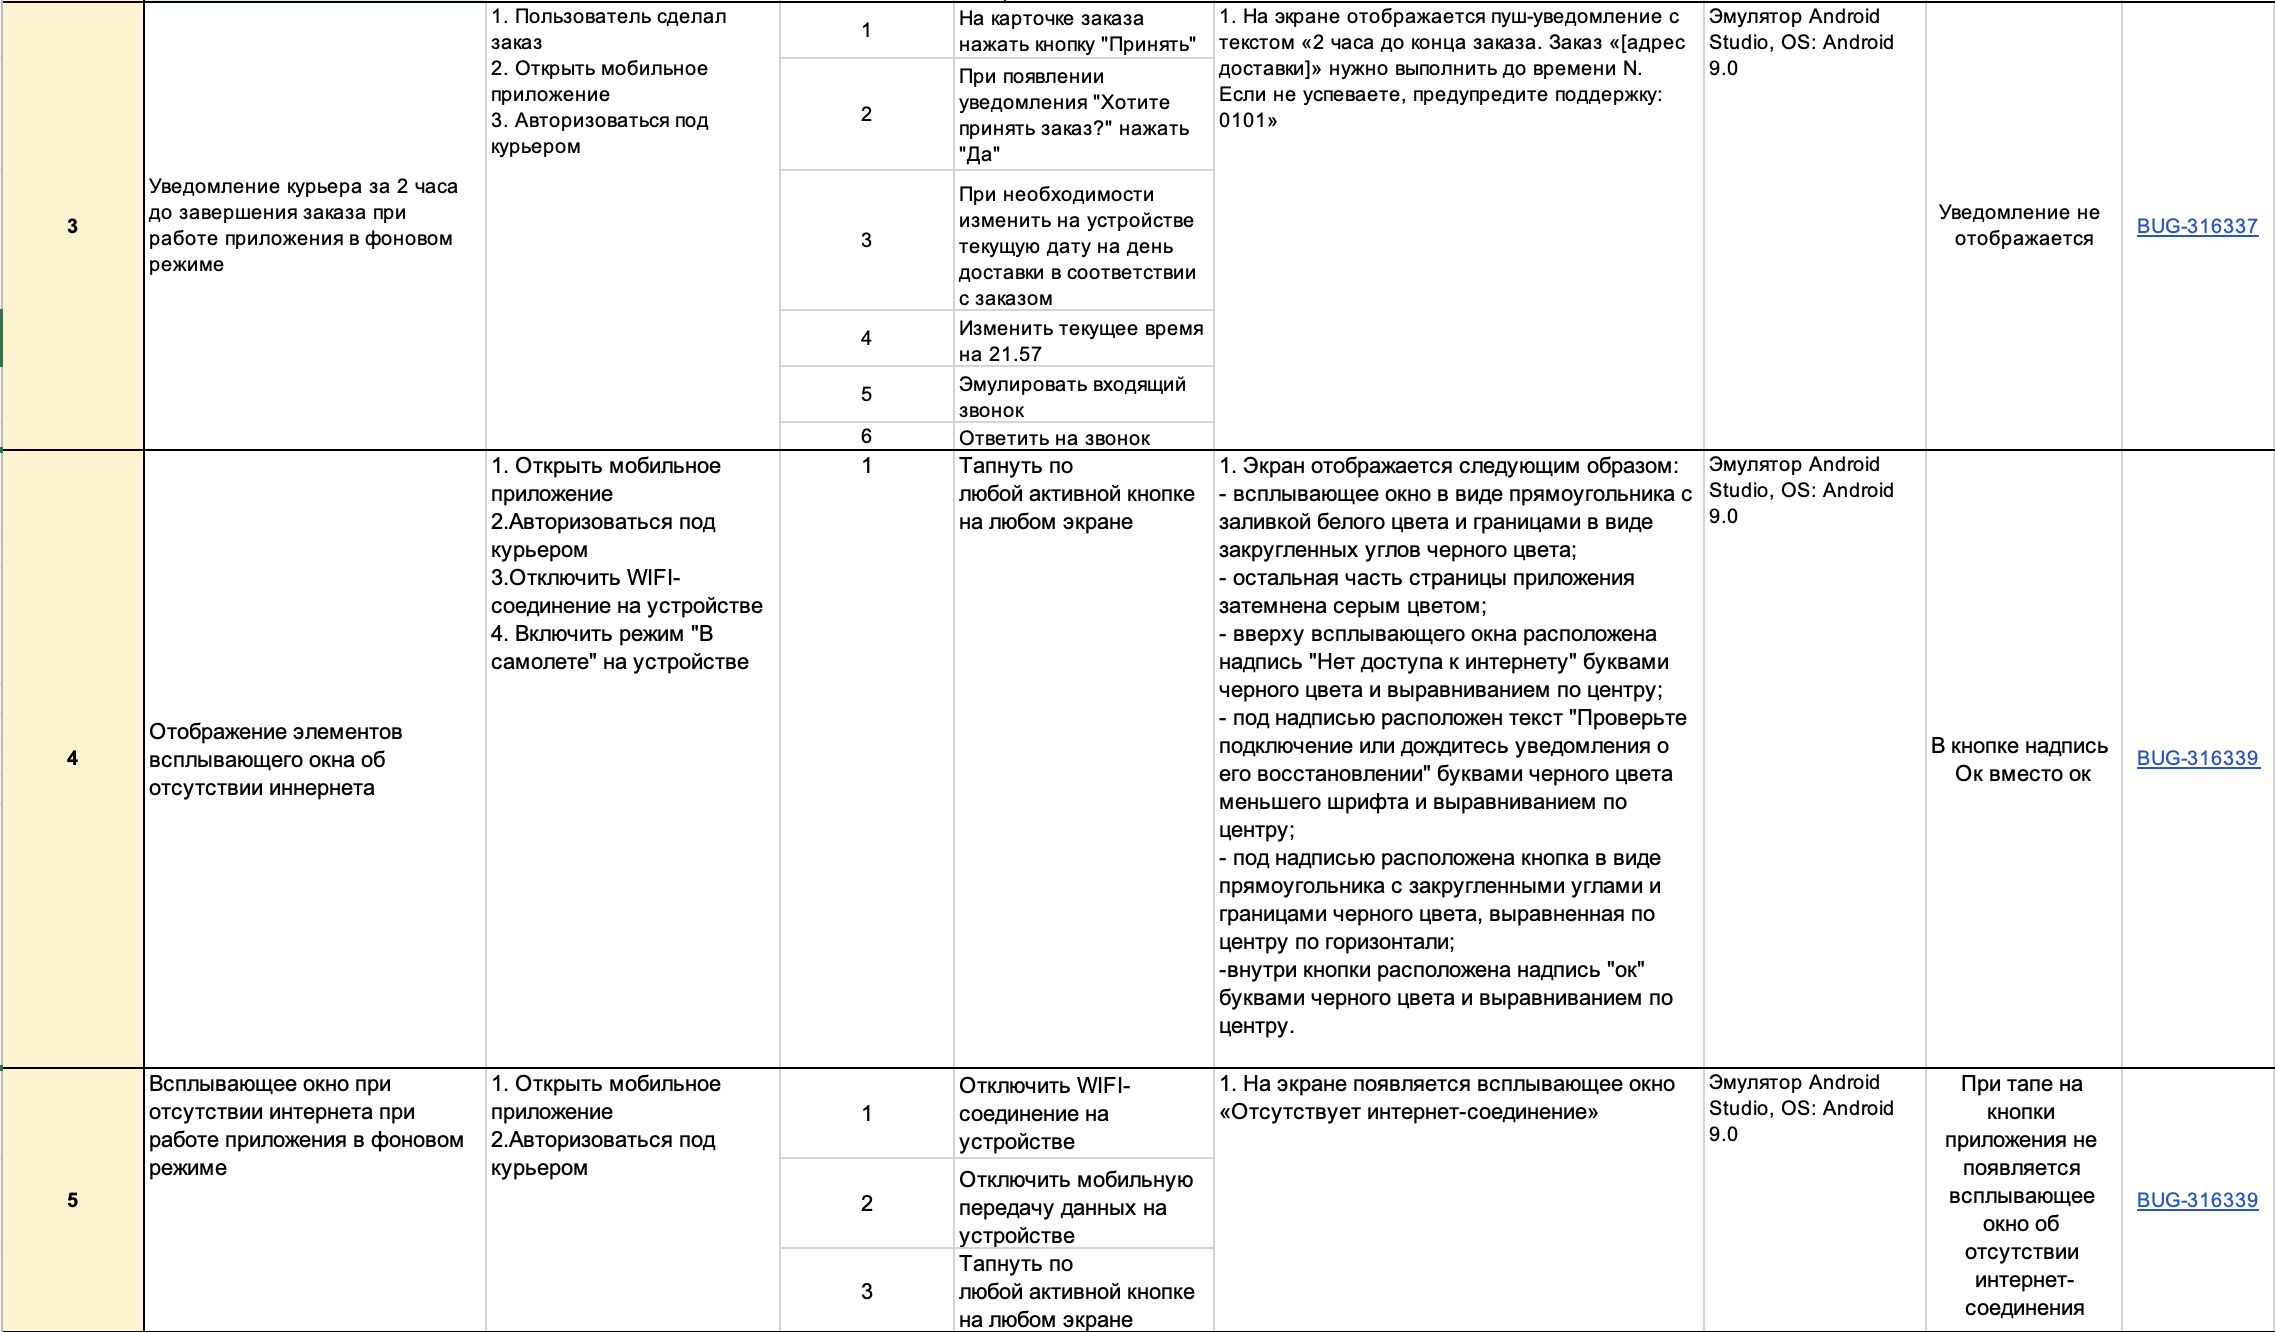 3
Уведомление курьера за 2 часа
до завершения заказа при
работе приложения в фоновом
режиме
1. Пользователь сделал
заказ
2. Открыть мобильное
приложение
3. Авторизоваться под
курьером
1
На карточке заказа
нажать кнопку "Принять"
2
При появлении
уведомления "Хотите
принять заказ?" нажать
"Да"
3
При необходимости
изменить на устройстве
текущую дату на день
доставки в соответствии
с заказом
4
Изменить текущее время
на 21.57
5
Эмулировать входящий
звонок
6
Ответить на звонок
1. На экране отображается пуш-уведомление с
текстом «2 часа до конца заказа. Заказ «[адрес
доставки]» нужно выполнить до времени N.
Если не успеваете, предупредите поддержку:
0101»
Эмулятор Android
Studio, OS: Android
9.0
Уведомление не
отображается
BUG-316337
4
Отображение элементов
всплывающего окна об
отсутствии иннернета
1. Открыть мобильное
приложение
2.Авторизоваться под
курьером
3.Отключить WIFI-
соединение на устройстве
4. Включить режим "В
самолете" на устройстве
1
Тапнуть по
любой активной кнопке
на любом экране
1. Экран отображается следующим образом:
- всплывающее окно в виде прямоугольника с
заливкой белого цвета и границами в виде
закругленных углов черного цвета;
- остальная часть страницы приложения
затемнена серым цветом;
- вверху всплывающего окна расположена
надпись "Нет доступа к интернету" буквами
черного цвета и выравниванием по центру;
- под надписью расположен текст "Проверьте
подключение или дождитесь уведомления о
его восстановлении" буквами черного цвета
меньшего шрифта и выравниванием по
центру;
- под надписью расположена кнопка в виде
прямоугольника с закругленными углами и
границами черного цвета, выравненная по
центру по горизонтали;
-внутри кнопки расположена надпись "ок"
буквами черного цвета и выравниванием по
центру.
Эмулятор Android
Studio, OS: Android
9.0
В кнопке надпись
Ок вместо ок
BUG-316339
5
Всплывающее окно при
отсутствии интернета при
работе приложения в фоновом
режиме
1. Открыть мобильное
приложение
2.Авторизоваться под
курьером
1
Отключить WIFI-
соединение на
устройстве
2
Отключить мобильную
передачу данных на
устройстве
3
Тапнуть по
любой активной кнопке
на любом экране
1. На экране появляется всплывающее окно
«Отсутствует интернет-соединение»
Эмулятор Android
Studio, OS: Android
9.0
При тапе на
кнопки
приложения не
появляется
всплывающее
окно об
отсутствии
интернет-
соединения
BUG-316339